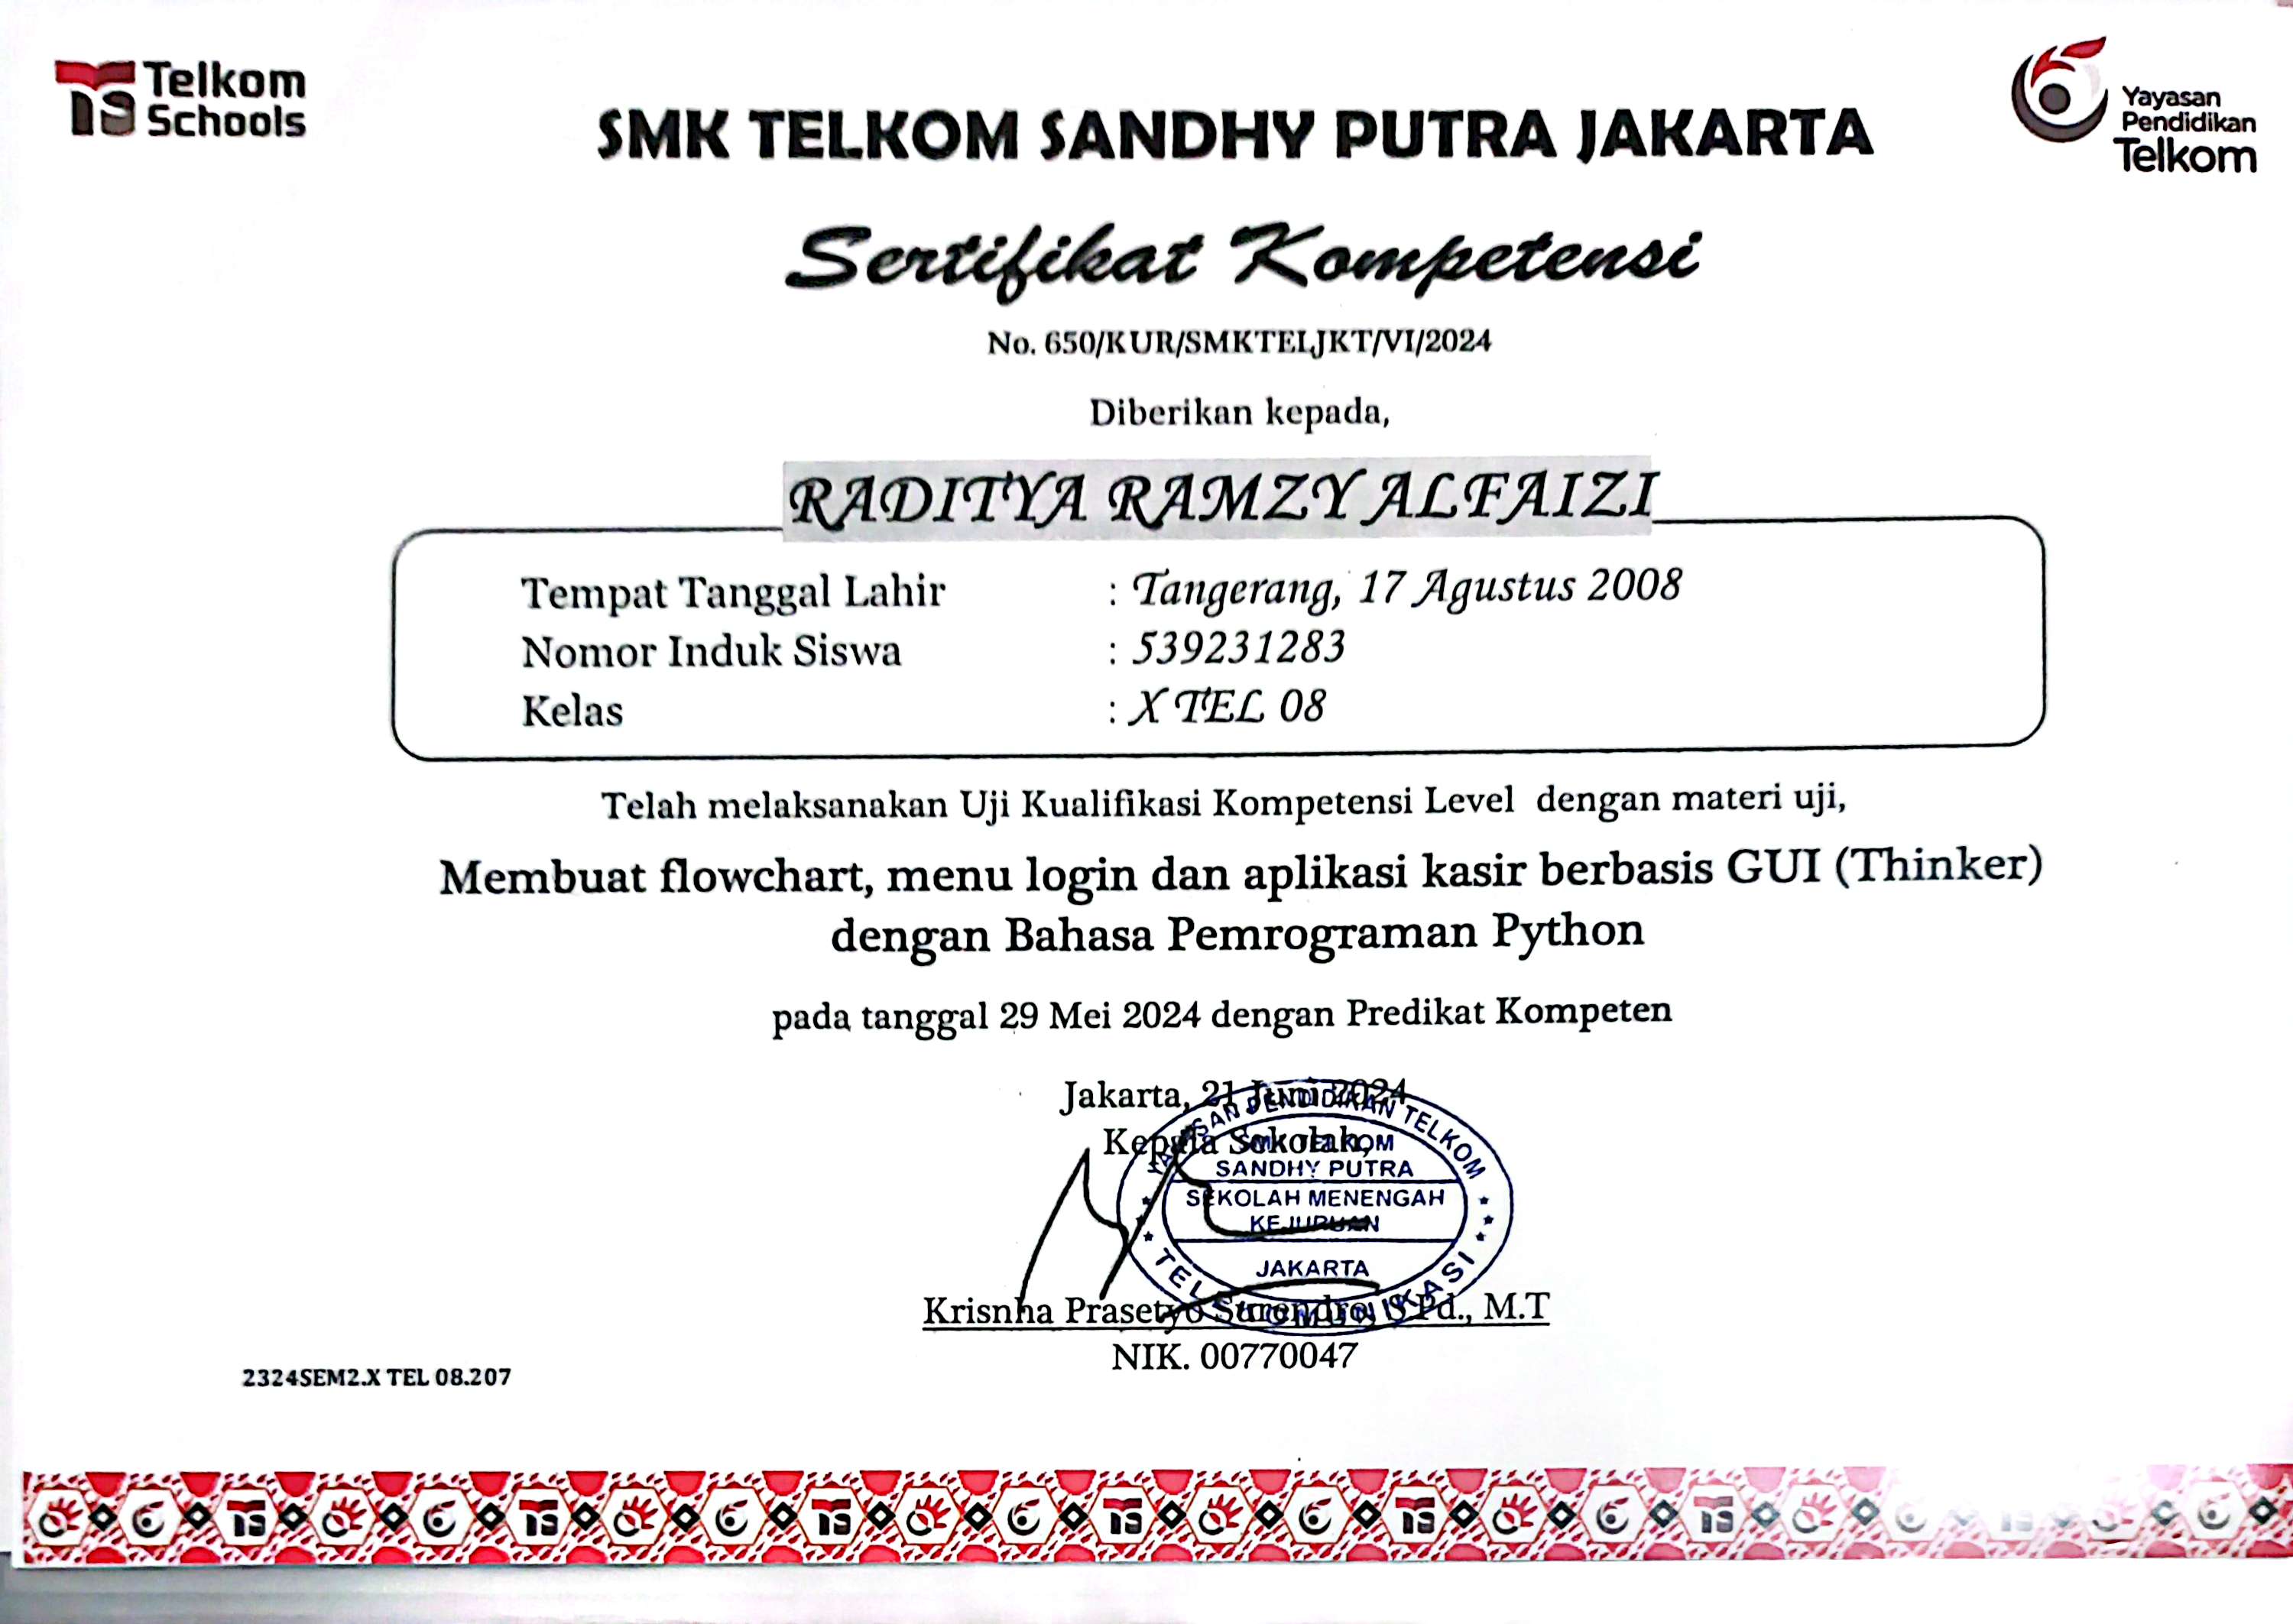 Telkom
Schools
Yayasan
Pendidikan
Telkom
SMK TELKOM SANDHY PUTRA JAKARTA
Sertifikat Kompetensi
No. 650/KUR/SMKTELJKT/VI/2024
Diberikan kepada,
RADITYA RAMZY ALFAIZI
Tempat Tanggal Lahir : Tangerang, 17 Agustus 2008
Nomor Induk Siswa : 539231283
Kelas : X TEL 08
Telah melaksanakan Uji Kualifikasi Kompetensi Level dengan materi uji,
Membuat flowchart, menu login dan aplikasi kasir berbasis GUI (Thinker)
dengan Bahasa Pemrograman Python
pada tanggal 29 Mei 2024 dengan Predikat Kompeten
Jakarta, 21 Juni 2024
Kepala Sekolah,
YAYASAN PENDIDIKAN TELKOM
SMK TELKOM
SANDHY PUTRA
SEKOLAH MENENGAH
KEJURUAN
JAKARTA
TELEKOMUNIKASI
Krisnha Prasetyo Surendro, S.Pd., M.T
NIK. 00770047
2324SEM2.X TEL 08.207